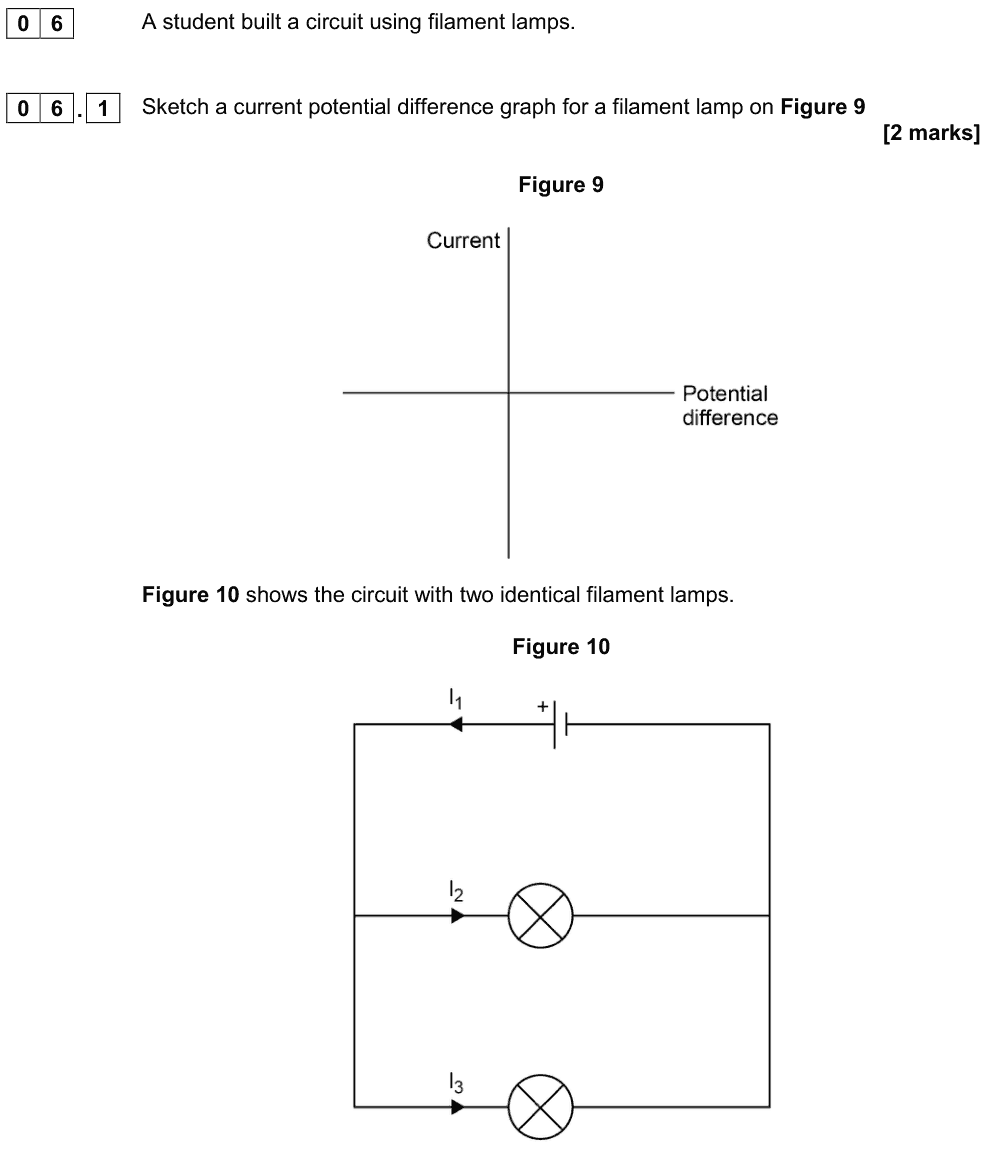 0 6 A student built a circuit using filament lamps.
0 6 . 1 Sketch a current potential difference graph for a filament lamp on Figure 9
[2 marks]
Figure 9
Current
Potential
difference
Figure 10 shows the circuit with two identical filament lamps.
Figure 10
I₁
+
I₂
I₃